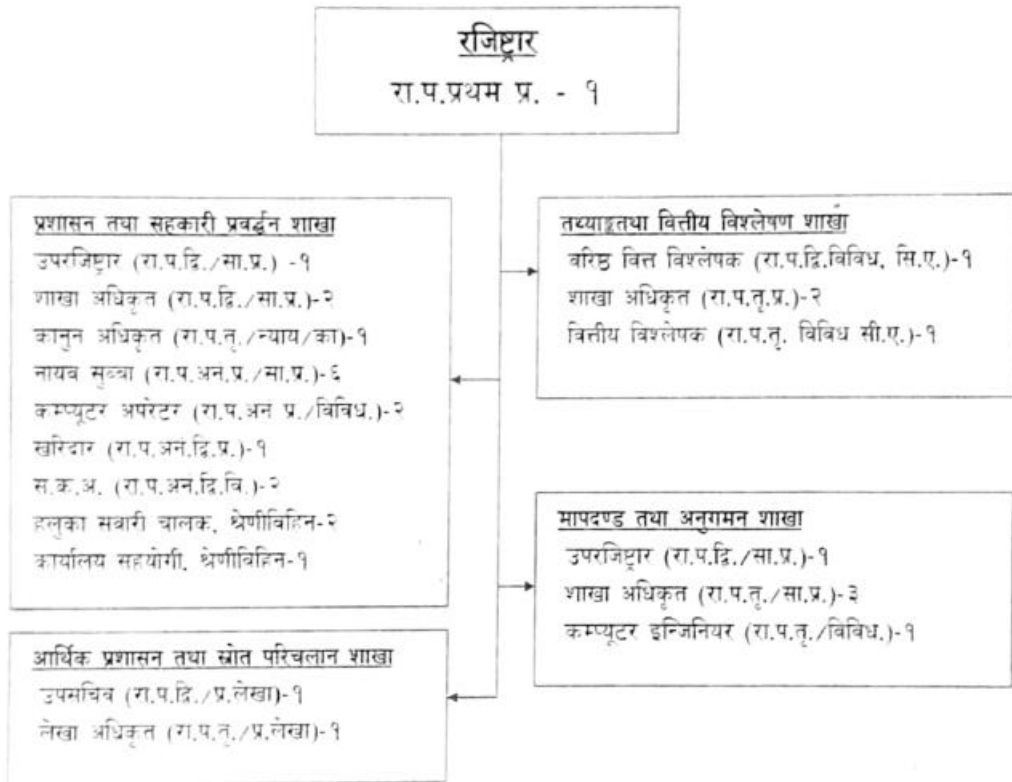 रजिष्ट्रार
रा.प.प्रथम प्र. - १
प्रशासन तथा सहकारी प्रवर्द्धन शाखा
उपरजिष्ट्रार (रा.प.द्वि./सा.प्र.) -१
शाखा अधिकृत (रा.प.द्वि./सा.प्र.)-२
कानुन अधिकृत (रा.प.तृ./न्याय/का)-१
नायब सुब्बा (रा.प.अनं.प्र./सा.प्र.)-६
कम्प्यूटर अपरेटर (रा.प.अनं प्र./विविध.)-२
खरिदार (रा.प.अनं.द्वि.प्र.)-१
स.क.अ. (रा.प.अनं.द्वि.वि.)-२
हलुका सवारी चालक, श्रेणीविहिन-२
कार्यालय सहयोगी, श्रेणीविहिन-१
आर्थिक प्रशासन तथा स्रोत परिचलान शाखा
उपसचिव (रा.प.द्वि./प्र.लेखा)-१
लेखा अधिकृत (रा.प.तृ./प्र.लेखा)-१
तथ्याङ्कतथा वित्तीय विश्लेषण शाखा
वरिष्ठ वित्त विश्लेषक (रा.प.द्वि.विविध, सि.ए.)-१
शाखा अधिकृत (रा.प.तृ.प्र.)-२
वित्तीय विश्लेषक (रा.प.तृ. विविध सी.ए.)-१
मापदण्ड तथा अनुगमन शाखा
उपरजिष्ट्रार (रा.प.द्वि./सा.प्र.)-१
शाखा अधिकृत (रा.प.तृ./सा.प्र.)-३
कम्प्यूटर इन्जिनियर (रा.प.तृ./विविध.)-१